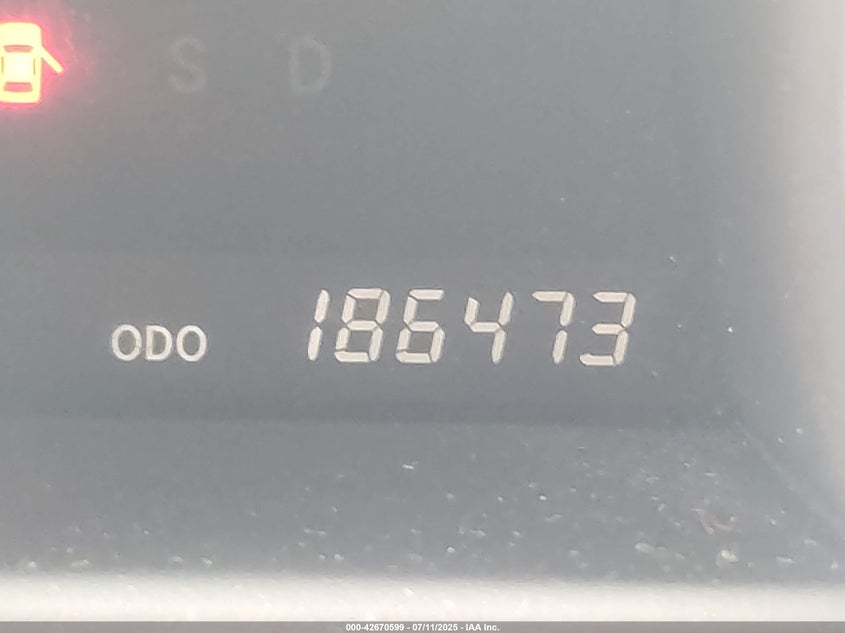 S D
ODO 186473
000-42670599 - 07/11/2025 - IAA Inc.